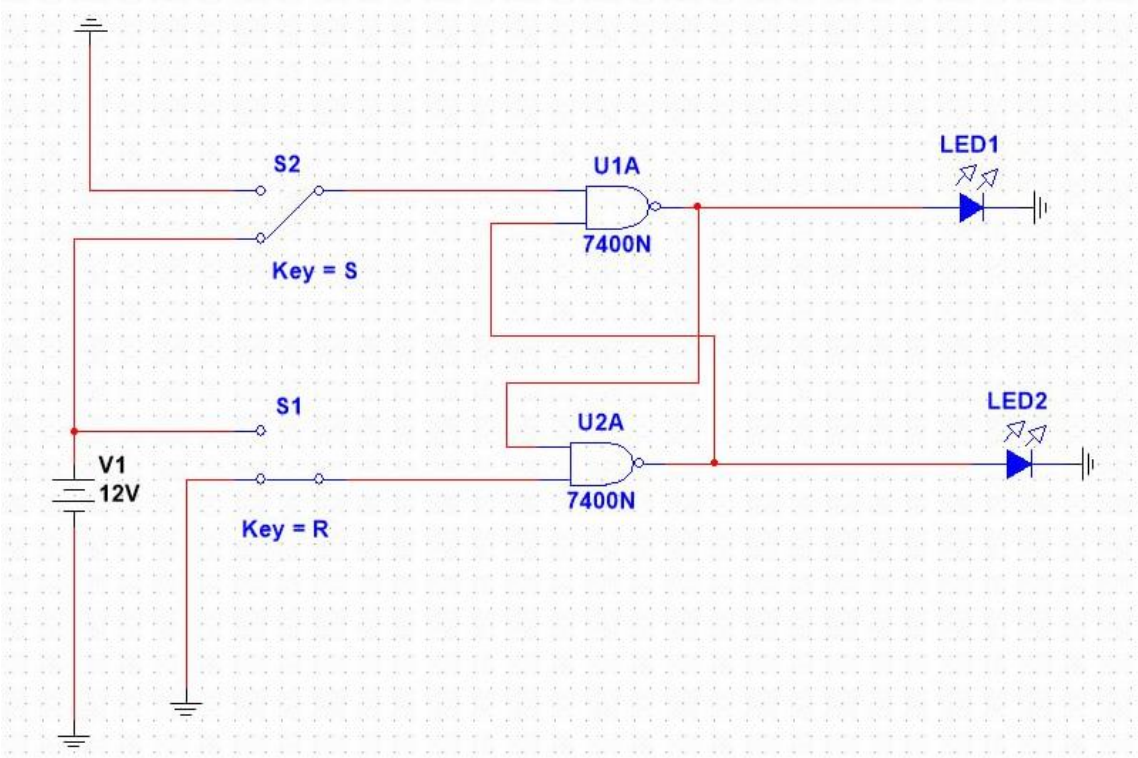 LED1
S2
U1A
7400N
Key = S
LED2
S1
U2A
V1
12V
7400N
Key = R